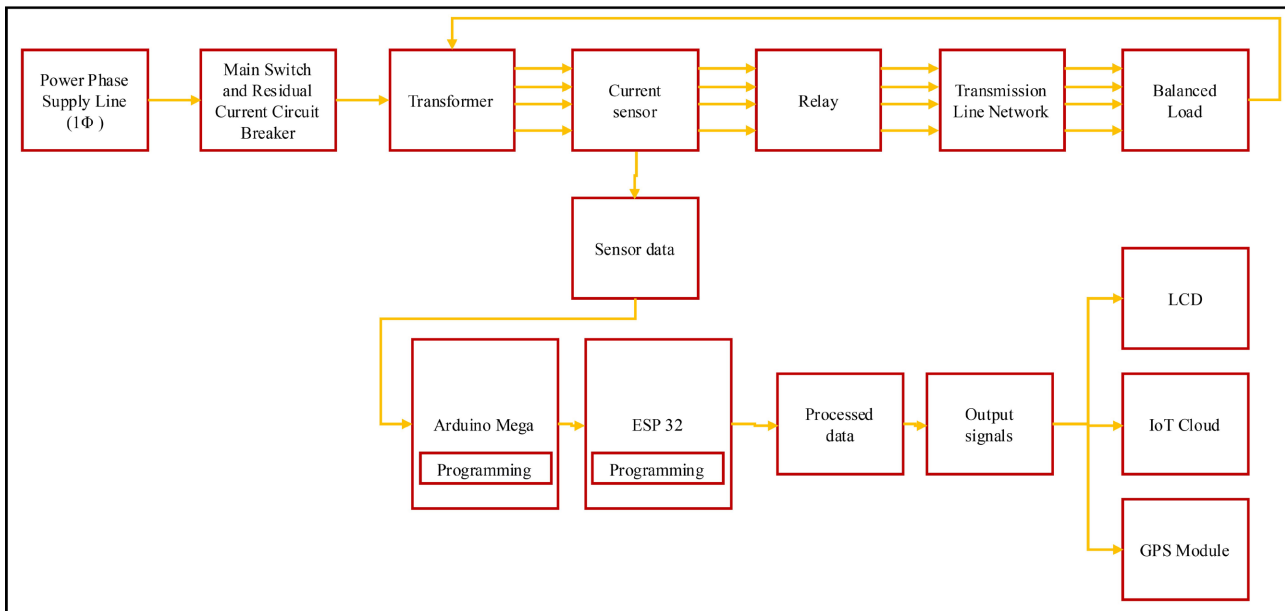 Power Phase
Supply Line
(1Φ )
Main Switch
and Residual
Current Circuit
Breaker
Transformer
Current
sensor
Relay
Transmission
Line Network
Balanced
Load
Sensor data
LCD
Arduino Mega
Programming
ESP 32
Programming
Processed
data
Output
signals
IoT Cloud
GPS Module